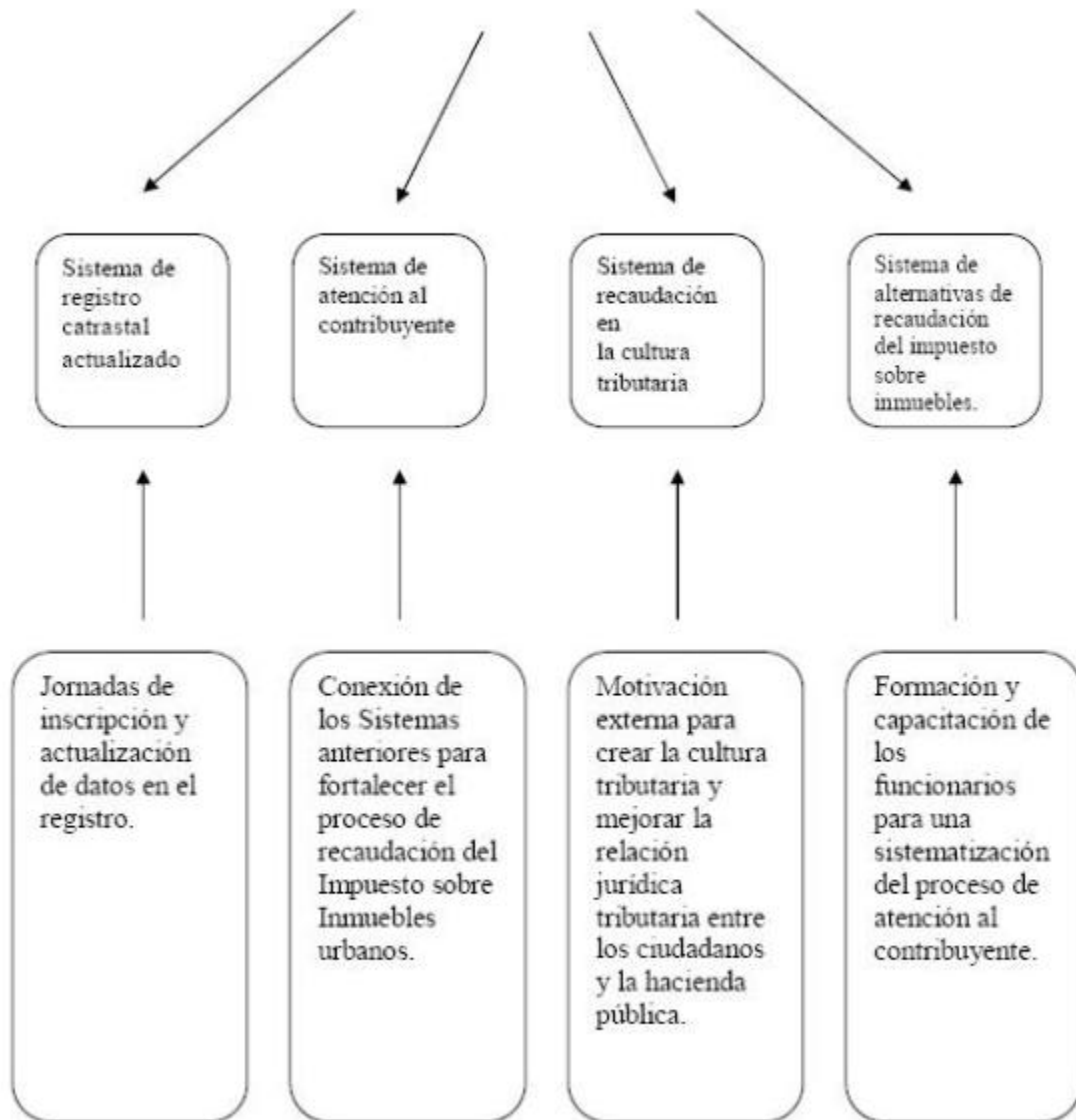 Sistema de
registro
catrastal
actualizado
Sistema de
atención al
contribuyente
Sistema de
recaudación
en
la cultura
tributaria
Sistema de
alternativas de
recaudación
del impuesto
sobre
inmuebles.
Jornadas de
inscripción y
actualización
de datos en el
registro.
Conexión de
los Sistemas
anteriores para
fortalecer el
proceso de
recaudación del
Impuesto sobre
Inmuebles
urbanos.
Motivación
externa para
crear la cultura
tributaria y
mejorar la
relación
jurídica
tributaria entre
los ciudadanos
y la hacienda
pública.
Formación y
capacitación de
los
funcionarios
para una
sistematización
del proceso de
atención al
contribuyente.